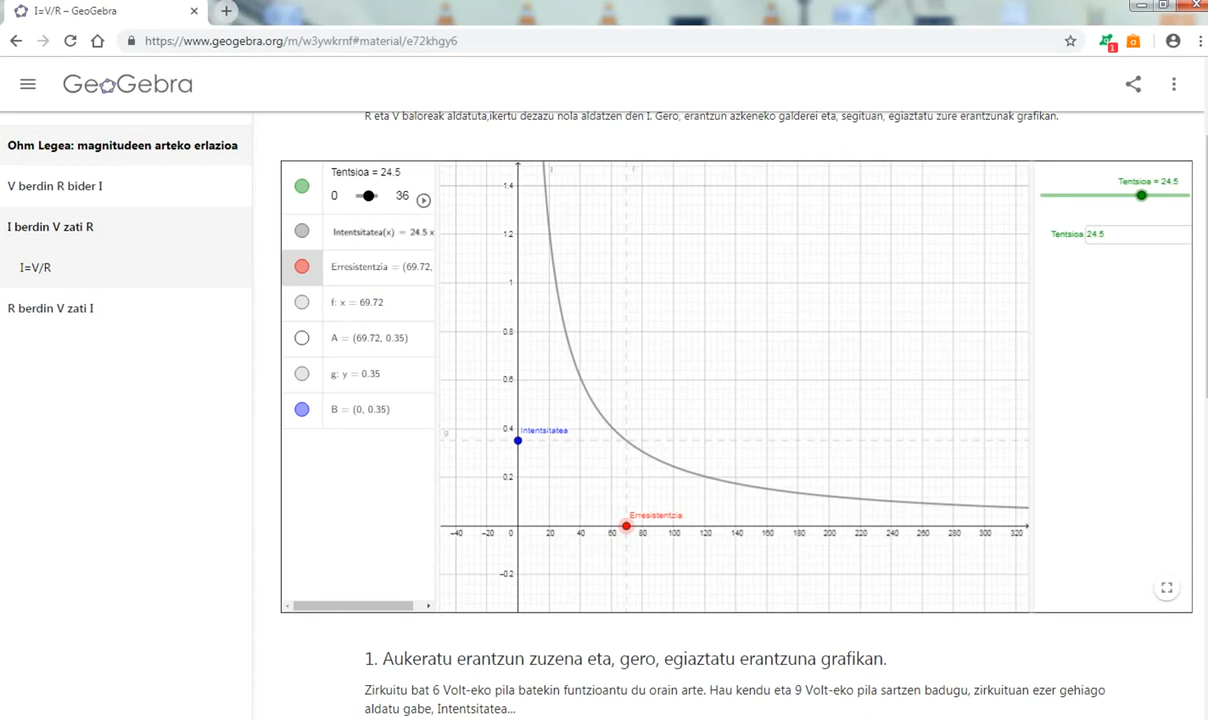 I=V/R – GeoGebra
https://www.geogebra.org/m/w3ywkrnf#material/e72khgy6
1
a
GeoGebra
R eta V baloreak aldatuta,ikertu dezazu nola aldatzen den I. Gero, erantzun azkeneko galderei eta, segituan, egiaztatu zure erantzunak grafikan.
Ohm Legea: magnitudeen arteko erlazioa
V berdin R bider I
I berdin V zati R
I=V/R
R berdin V zati I
Tentsioa = 24.5
0 36
Intentsitatea(x) = 24.5 x
Erresistentzia = (69.72,
f: x = 69.72
A = (69.72, 0.35)
g: y = 0.35
B = (0, 0.35)
I f
1.4
1.2
1
0.8
0.6
0.4
g
Intentsitatea
0.2
Erresistentzia
−40 −20 0 20 40 60 80 100 120 140 160 180 200 220 240 260 280 300 320
−0.2
Tentsioa = 24.5
Tentsioa 24.5
1. Aukeratu erantzun zuzena eta, gero, egiaztatu erantzuna grafikan.
Zirkuitu bat 6 Volt-eko pila batekin funtzioantu du orain arte. Hau kendu eta 9 Volt-eko pila sartzen badugu, zirkuituan ezer gehiago
aldatu gabe, Intentsitatea...